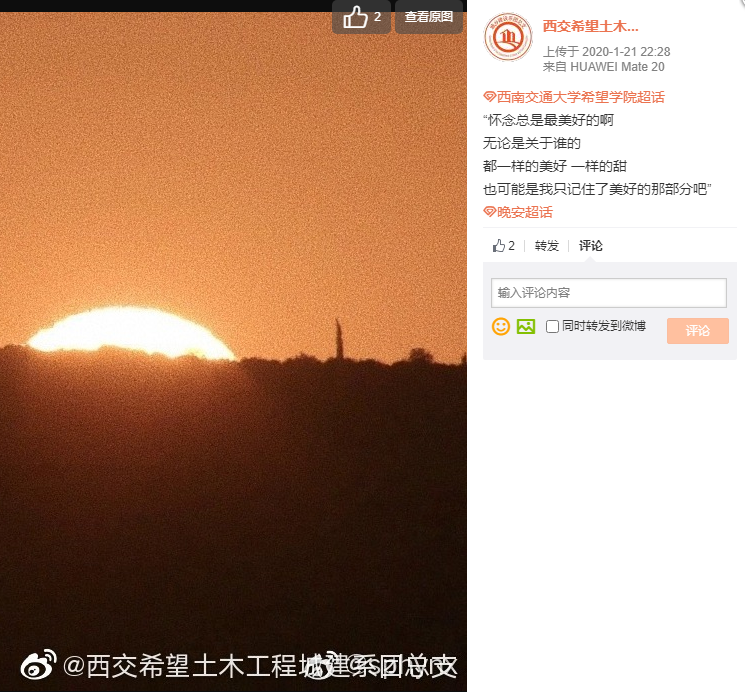 2
查看原图
西交希望土木...
上传于 2020-1-21 22:28
来自 HUAWEI Mate 20
西南交通大学希望学院超话
“怀念总是最美好的啊
无论是关于谁的
都一样的美好 一样的甜
也可能是我只记住了美好的那部分吧”
晚安超话
2 转发 评论
输入评论内容
同时转发到微博
评论
@西交希望土木工程城建系团总支